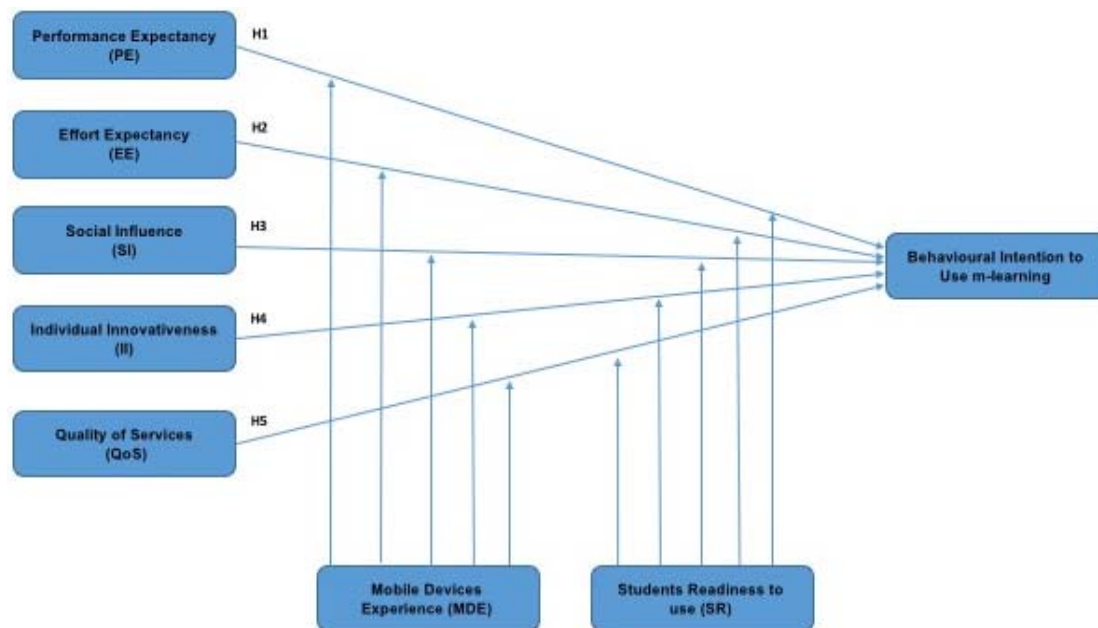 Performance Expectancy
(PE)
H1
Effort Expectancy
(EE)
H2
Social Influence
(SI)
H3
Behavioural Intention to
Use m-learning
Individual Innovativeness
(II)
H4
Quality of Services
(QoS)
H5
Mobile Devices
Experience (MDE)
Students Readiness to
use (SR)